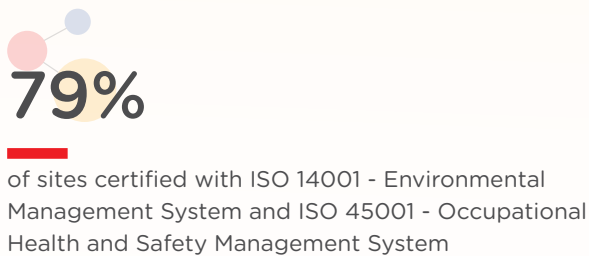 79%
of sites certified with ISO 14001 - Environmental
Management System and ISO 45001 - Occupational
Health and Safety Management System